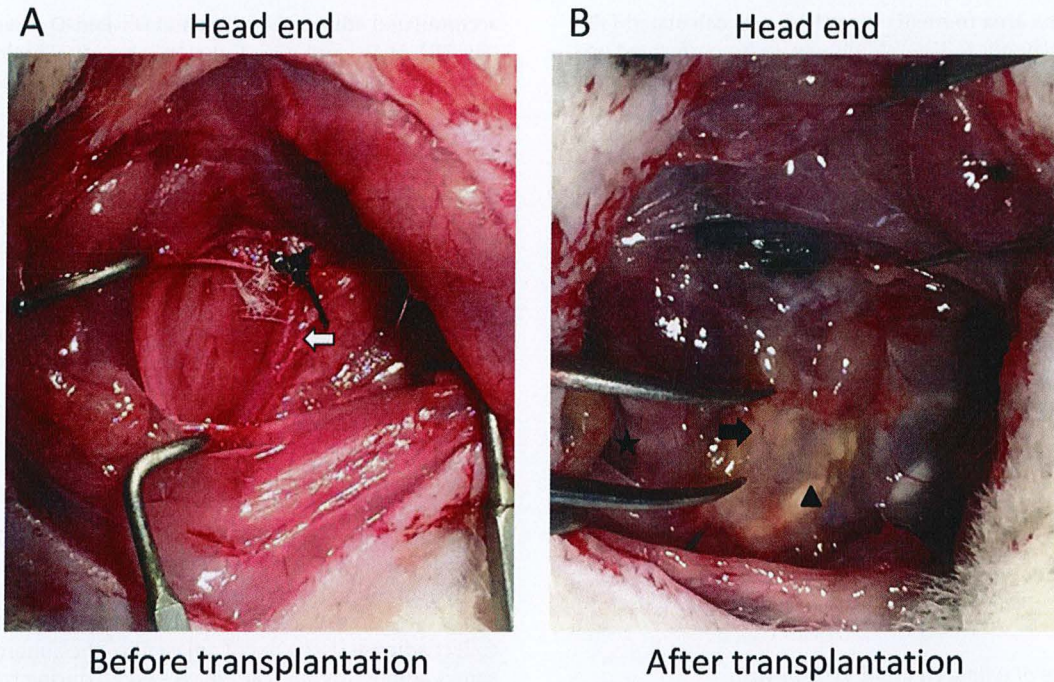 A
Head end
B
Head end
Before transplantation
After transplantation